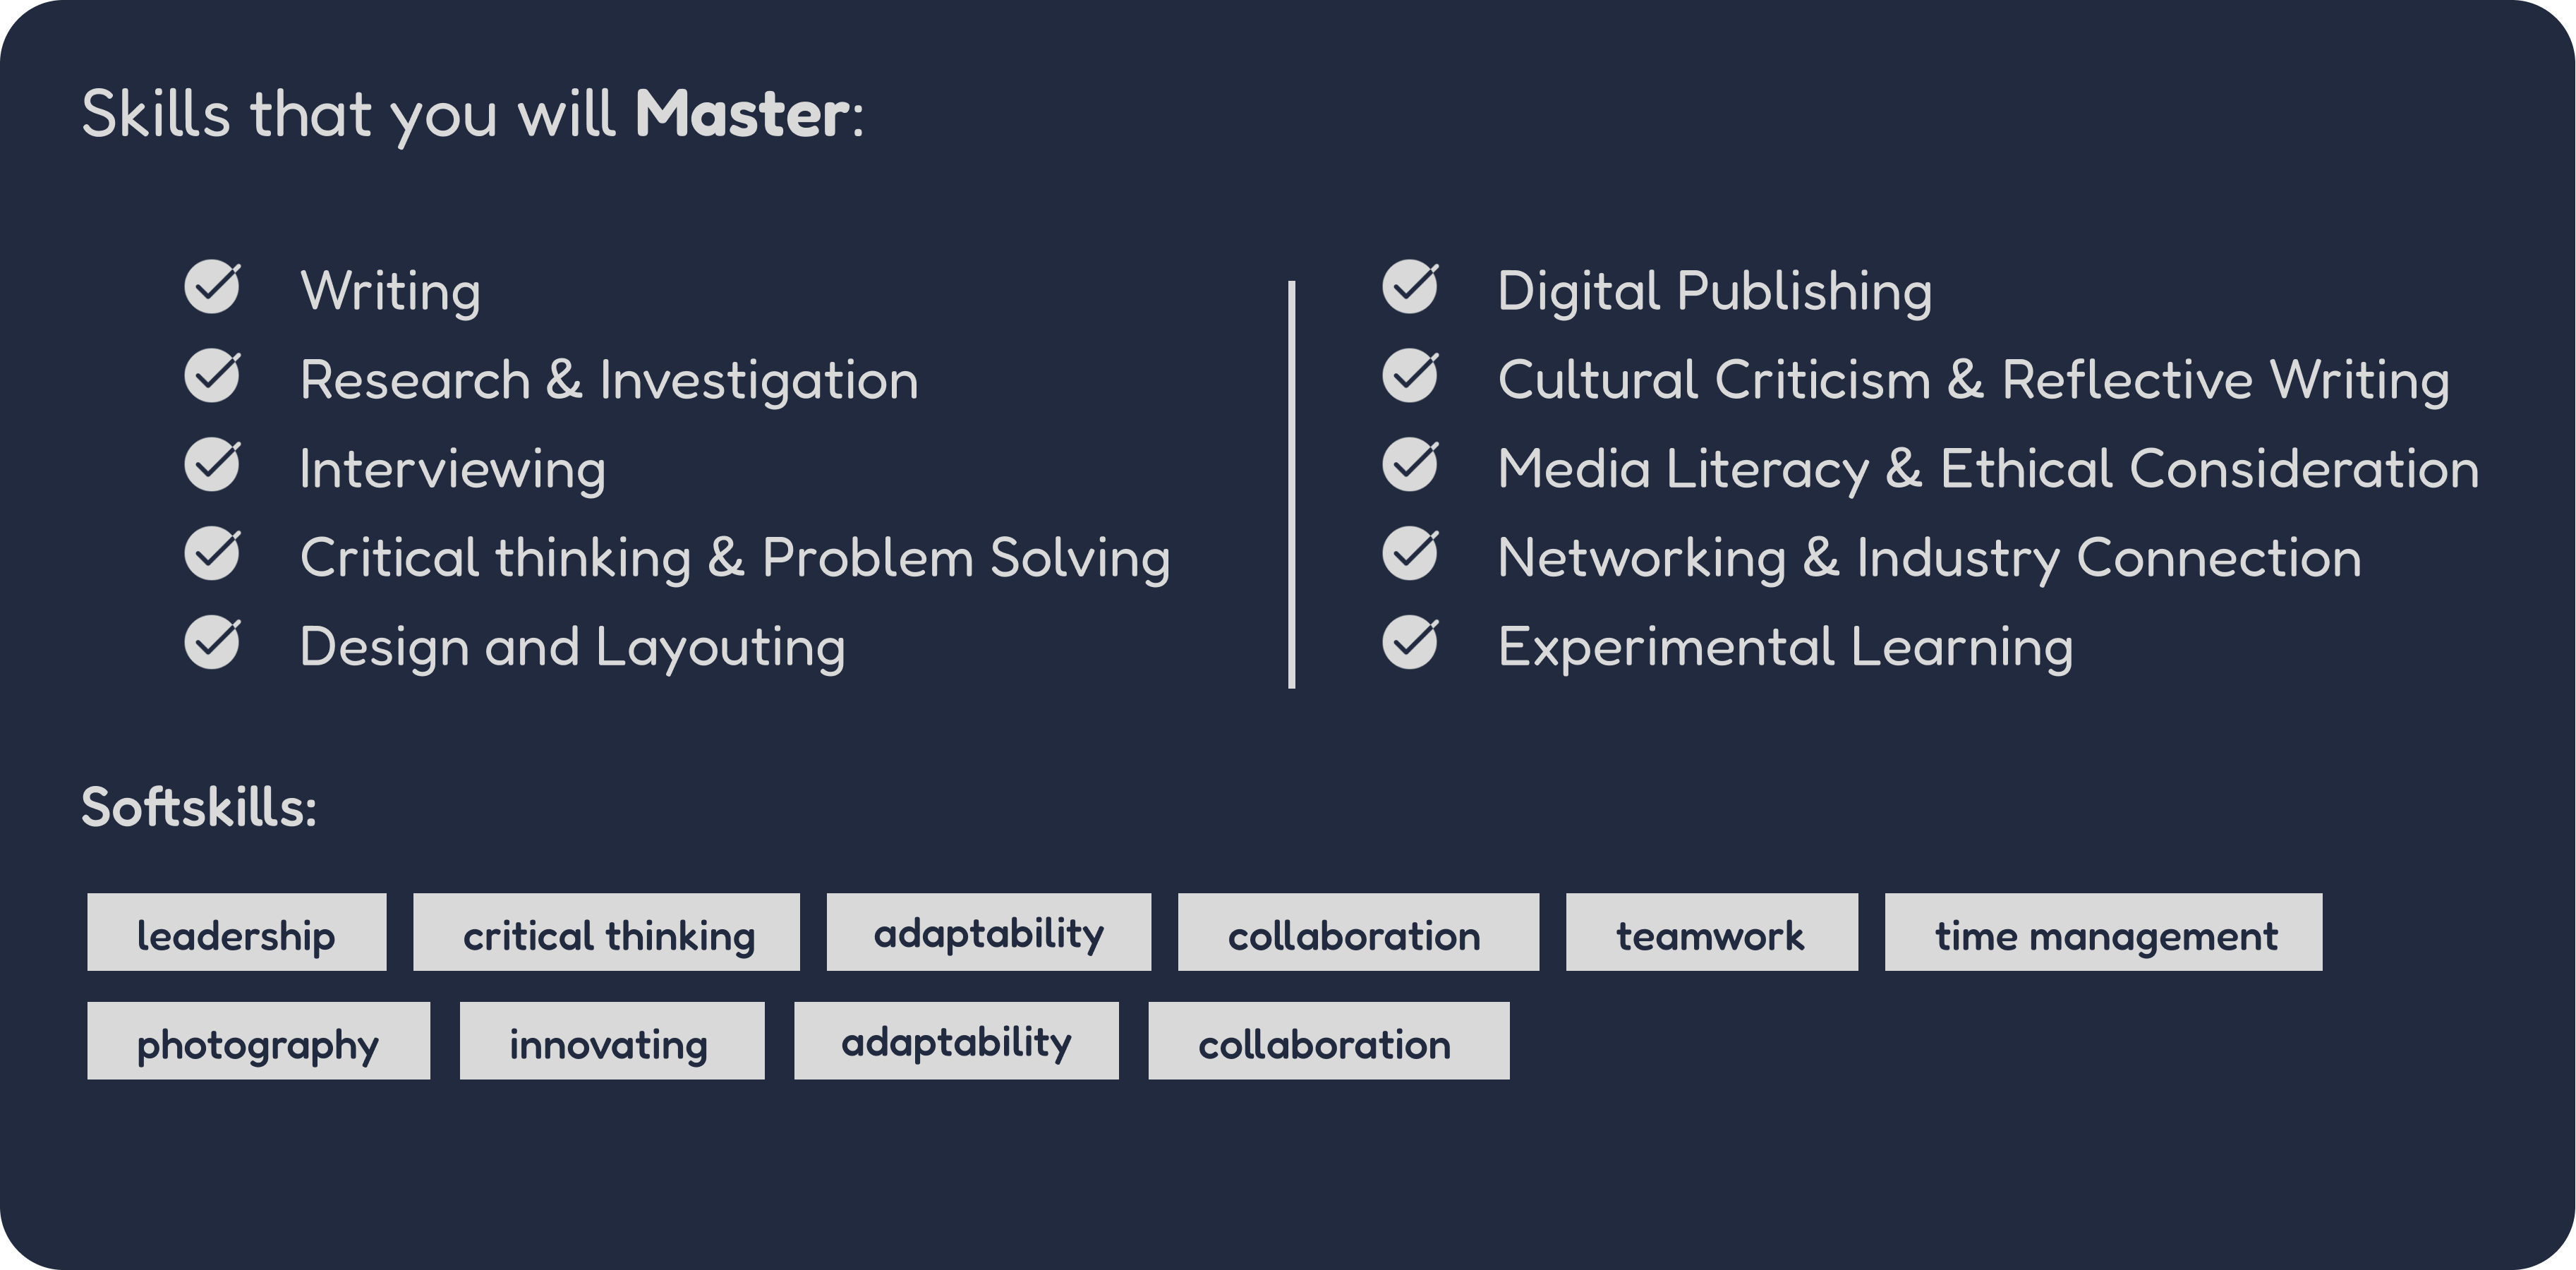 Skills that you will Master:
Writing
Research & Investigation
Interviewing
Critical thinking & Problem Solving
Design and Layouting
Digital Publishing
Cultural Criticism & Reflective Writing
Media Literacy & Ethical Consideration
Networking & Industry Connection
Experimental Learning
Softskills:
leadership critical thinking adaptability collaboration teamwork time management
photography innovating adaptability collaboration